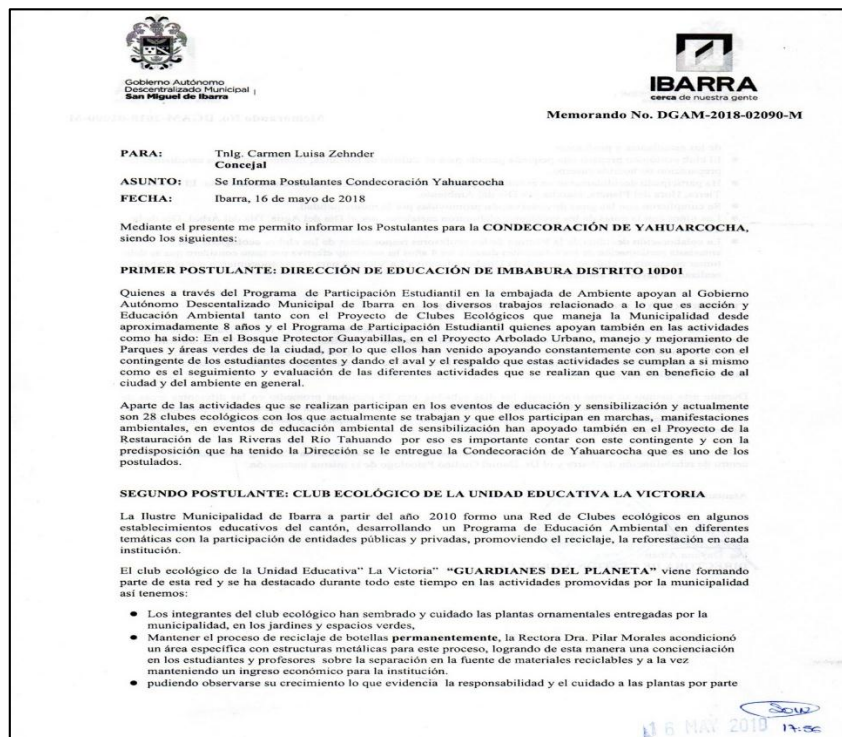 Gobierno Autónomo
Descentralizado Municipal
San Miguel de Ibarra
IBARRA
cerca de nuestra gente
Memorando No. DGAM-2018-02090-M
PARA: Tnlg. Carmen Luisa Zehnder
Concejal
ASUNTO: Se Informa Postulantes Condecoración Yahuarcocha
FECHA: Ibarra, 16 de mayo de 2018
Mediante el presente me permito informar los Postulantes para la CONDECORACIÓN DE YAHUARCOCHA,
siendo los siguientes:
PRIMER POSTULANTE: DIRECCIÓN DE EDUCACIÓN DE IMBABURA DISTRITO 10D01
Quienes a través del Programa de Participación Estudiantil en la embajada de Ambiente apoyan al Gobierno
Autónomo Descentralizado Municipal de Ibarra en los diversos trabajos relacionado a lo que es acción y
Educación Ambiental tanto con el Proyecto de Clubes Ecológicos que maneja la Municipalidad desde
aproximadamente 8 años y el Programa de Participación Estudiantil quienes apoyan también en las actividades
como ha sido: En el Bosque Protector Guayabillas, en el Proyecto Arbolado Urbano, manejo y mejoramiento de
Parques y áreas verdes de la ciudad, por lo que ellos han venido apoyando constantemente con su aporte con el
contingente de los estudiantes docentes y dando el aval y el respaldo que estas actividades se cumplan a si mismo
como es el seguimiento y evaluación de las diferentes actividades que se realizan que van en beneficio de al
ciudad y del ambiente en general.
Aparte de las actividades que se realizan participan en los eventos de educación y sensibilización y actualmente
son 28 clubes ecológicos con los que actualmente se trabajan y que ellos participan en marchas, manifestaciones
ambientales, en eventos de educación ambiental de sensibilización han apoyado también en el Proyecto de la
Restauración de las Riveras del Río Tahuando por eso es importante contar con este contingente y con la
predisposición que ha tenido la Dirección se le entregue la Condecoración de Yahuarcocha que es uno de los
postulados.
SEGUNDO POSTULANTE: CLUB ECOLÓGICO DE LA UNIDAD EDUCATIVA LA VICTORIA
La Ilustre Municipalidad de Ibarra a partir del año 2010 formo una Red de Clubes ecológicos en algunos
establecimientos educativos del cantón, desarrollando un Programa de Educación Ambiental en diferentes
temáticas con la participación de entidades públicas y privadas, promoviendo el reciclaje, la reforestación en cada
institución.
El club ecológico de la Unidad Educativa" La Victoria" "GUARDIANES DEL PLANETA" viene formando
parte de esta red y se ha destacado durante todo este tiempo en las actividades promovidas por la municipalidad
así tenemos:
• Los integrantes del club ecológico han sembrado y cuidado las plantas ornamentales entregadas por la
municipalidad, en los jardines y espacios verdes,
• Mantener el proceso de reciclaje de botellas permanentemente, la Rectora Dra. Pilar Morales acondicionó
un área específica con estructuras metálicas para este proceso, logrando de esta manera una concienciación
en los estudiantes y profesores sobre la separación en la fuente de materiales reciclables y a la vez
manteniendo un ingreso económico para la institución.
• pudiendo observarse su crecimiento lo que evidencia la responsabilidad y el cuidado a las plantas por parte
16 MAY 2019 17:56